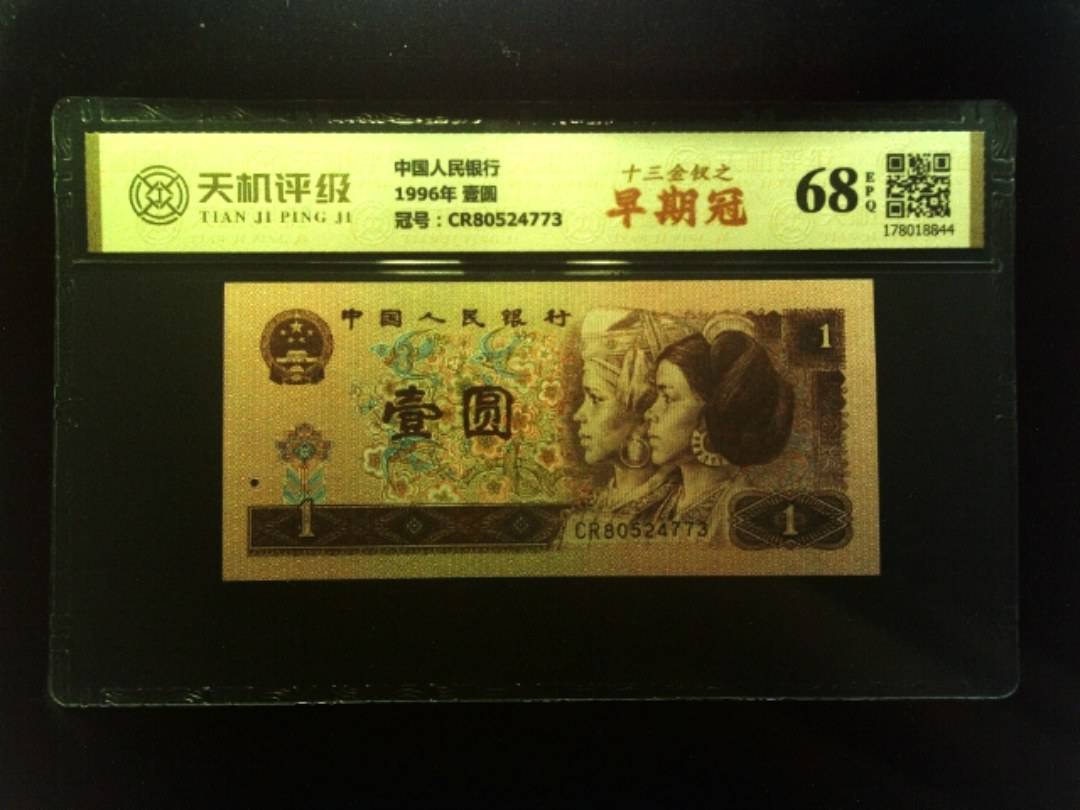 天机评级
TIAN JI PING JI
中国人民银行
1996年 壹圆
冠号:CR80524773
十三金钗之
早期冠
68
EPQ
178018844
中国人民银行
1
壹圆
1
CR80524773
1